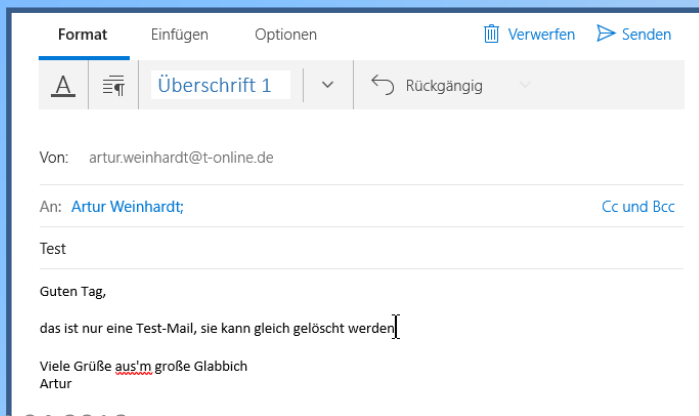 Format Einfügen Optionen Verwerfen Senden
A Überschrift 1 Rückgängig
Von: artur.weinhardt@t-online.de
An: Artur Weinhardt; Cc und Bcc
Test
Guten Tag,
das ist nur eine Test-Mail, sie kann gleich gelöscht werden
Viele Grüße aus'm große Glabbich
Artur